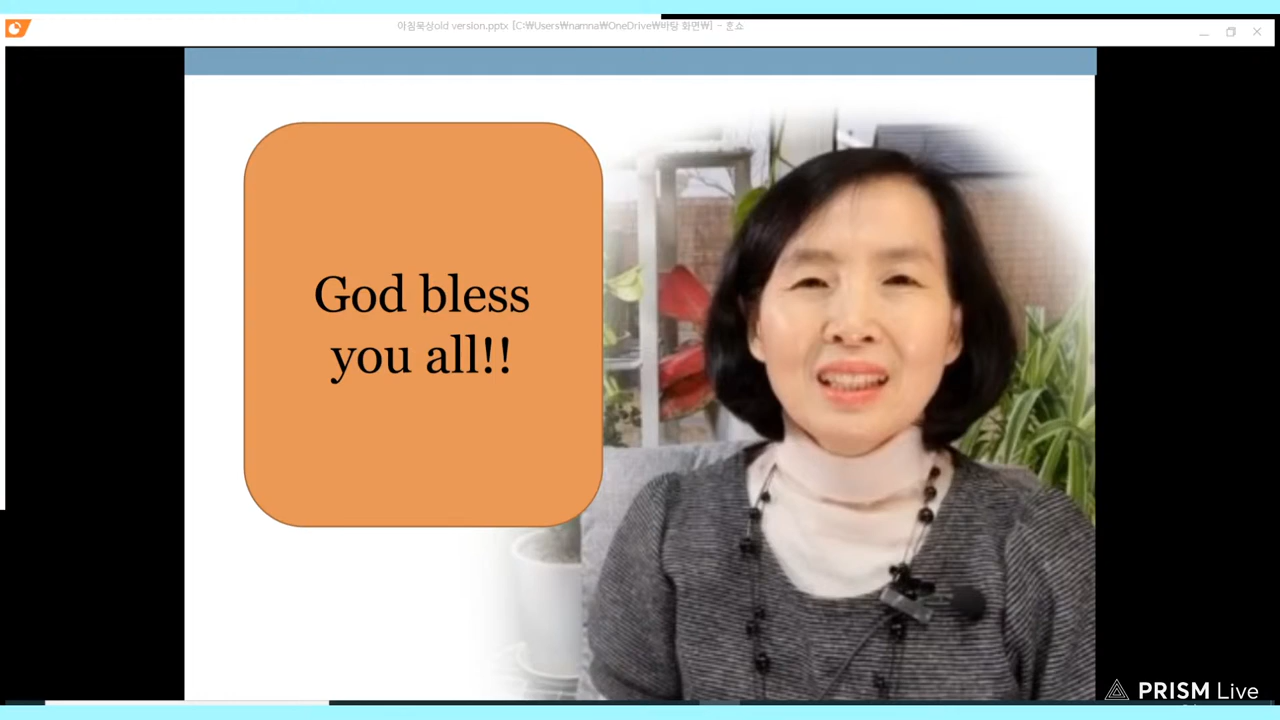 아침묵상old version.pptx [C:₩Users₩namna₩OneDrive₩바탕 화면₩] - 훈쇼
God bless
you all!!
PRISM Live